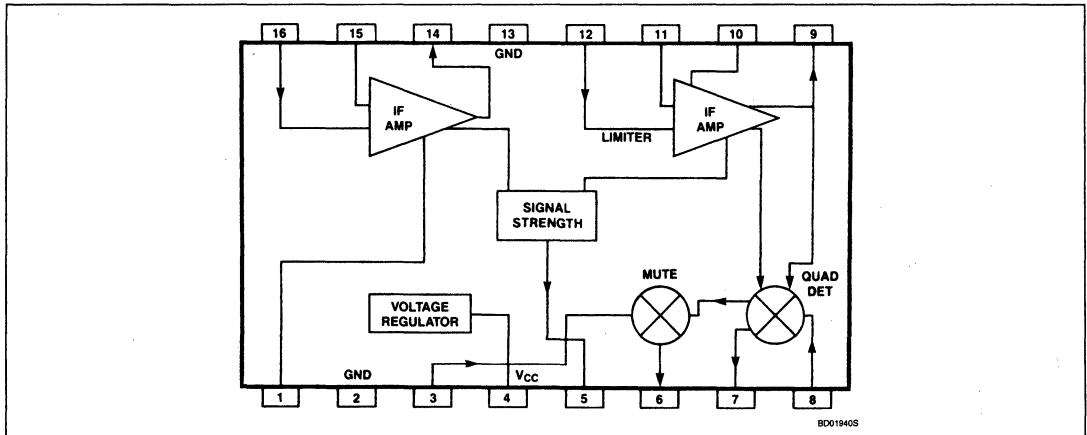 16 15 14 13 12 11 10 9
GND
IF
AMP
IF
AMP
LIMITER
SIGNAL
STRENGTH
MUTE
QUAD
DET
VOLTAGE
REGULATOR
GND
VCC
1 2 3 4 5 6 7 8
BD01940S